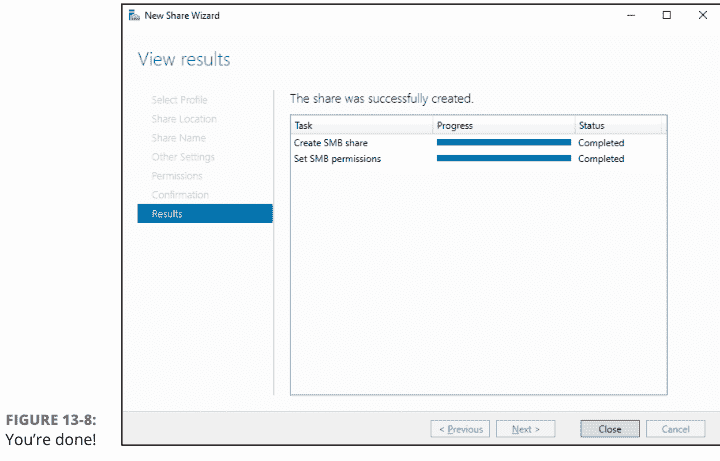 New Share Wizard
View results
Select Profile
Share Location
Share Name
Other Settings
Permissions
Confirmation
Results
The share was successfully created.
Task Progress Status
Create SMB share Completed
Set SMB permissions Completed
< Previous Next > Close Cancel
FIGURE 13-8:
You're done!